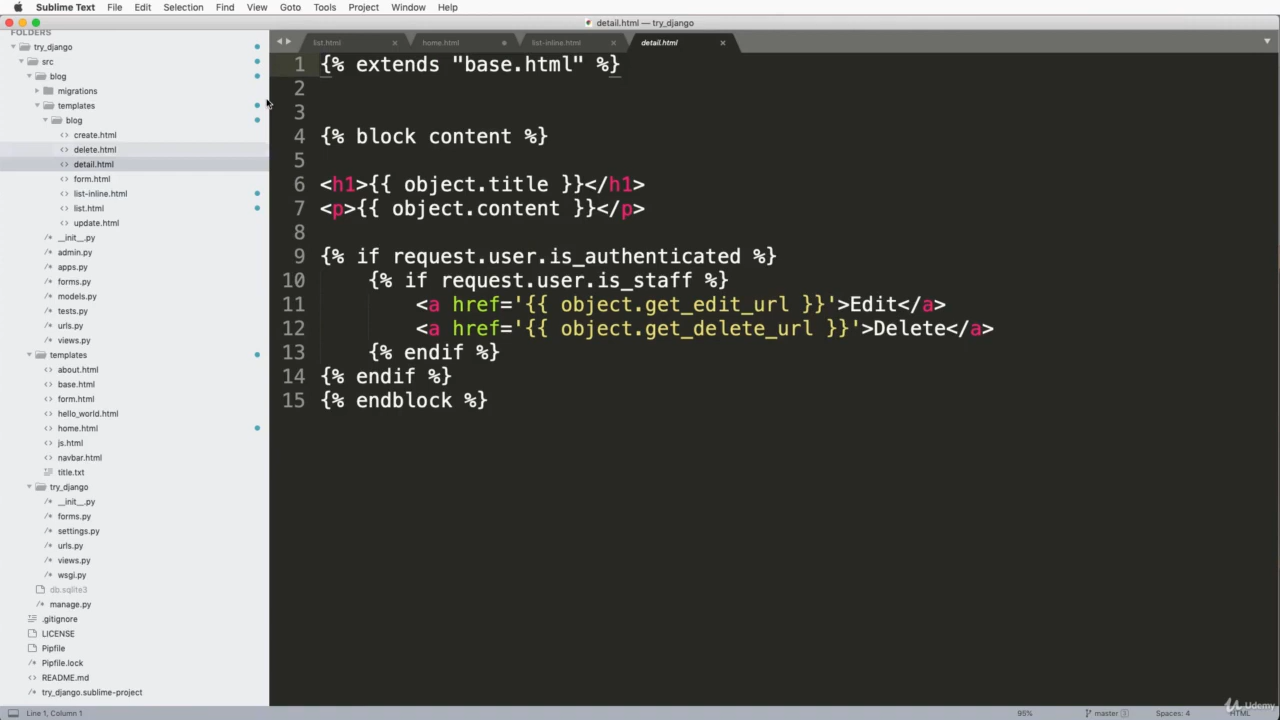 Sublime Text File Edit Selection Find View Goto Tools Project Window Help
detail.html — try_django
FOLDERS
try_django
src
blog
migrations
templates
blog
create.html
delete.html
detail.html
form.html
list-inline.html
list.html
update.html
__init__.py
admin.py
apps.py
forms.py
models.py
tests.py
urls.py
views.py
templates
about.html
base.html
form.html
hello_world.html
home.html
js.html
navbar.html
title.txt
try_django
__init__.py
forms.py
settings.py
urls.py
views.py
wsgi.py
db.sqlite3
manage.py
.gitignore
LICENSE
Pipfile
Pipfile.lock
README.md
try_django.sublime-project
list.html home.html list-inline.html detail.html
1 {% extends "base.html" %}
2
3
4 {% block content %}
5
6 <h1>{{ object.title }}</h1>
7 <p>{{ object.content }}</p>
8
9 {% if request.user.is_authenticated %}
10 {% if request.user.is_staff %}
11 <a href='{{ object.get_edit_url }}'>Edit</a>
12 <a href='{{ object.get_delete_url }}'>Delete</a>
13 {% endif %}
14 {% endif %}
15 {% endblock %}
Udemy
Line 1, Column 1 95% master 3 Spaces: 4 HTML